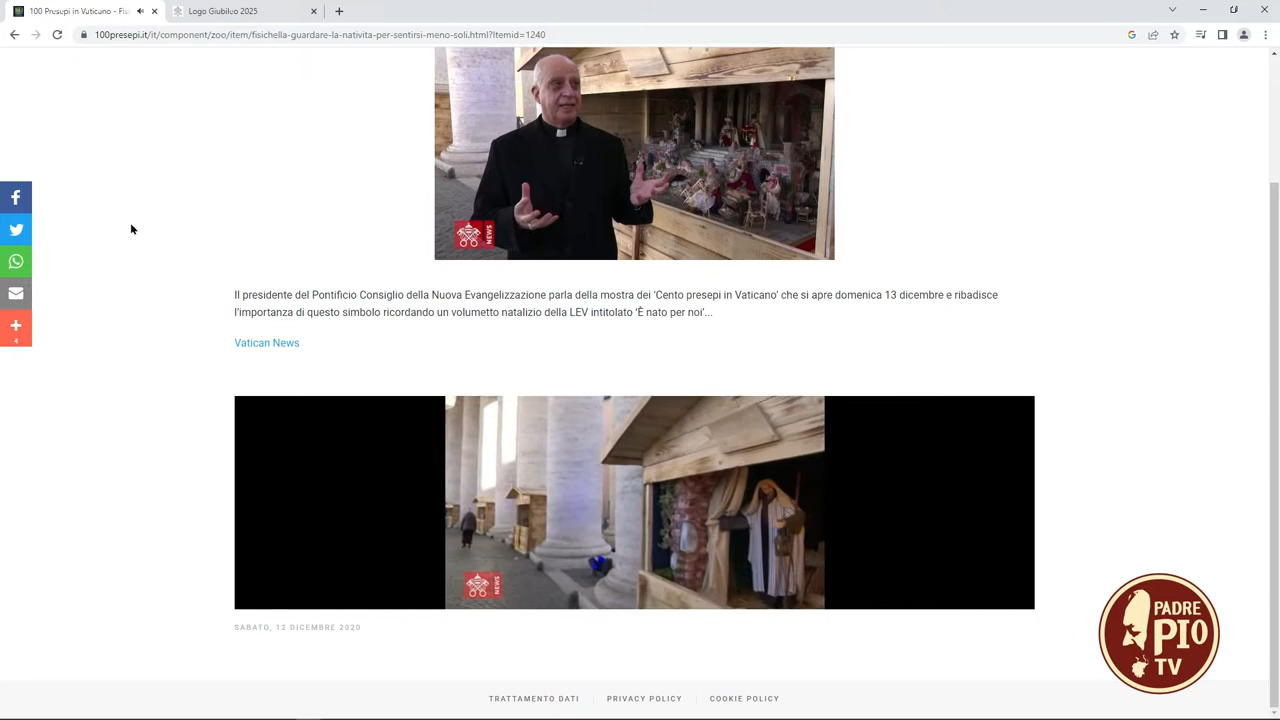 100 Presepi in Vaticano - Fis
Logo Giubileo 2025
100presepi.it/it/component/zoo/item/fisichella-guardare-la-nativita-per-sentirsi-meno-soli.html?Itemid=1240
NEWS
Il presidente del Pontificio Consiglio della Nuova Evangelizzazione parla della mostra dei ‘Cento presepi in Vaticano’ che si apre domenica 13 dicembre e ribadisce
l’importanza di questo simbolo ricordando un volumetto natalizio della LEV intitolato ‘È nato per noi’...
4
Vatican News
NEWS
SABATO, 12 DICEMBRE 2020
PADRE
PIO
TV
TRATTAMENTO DATI
PRIVACY POLICY
COOKIE POLICY